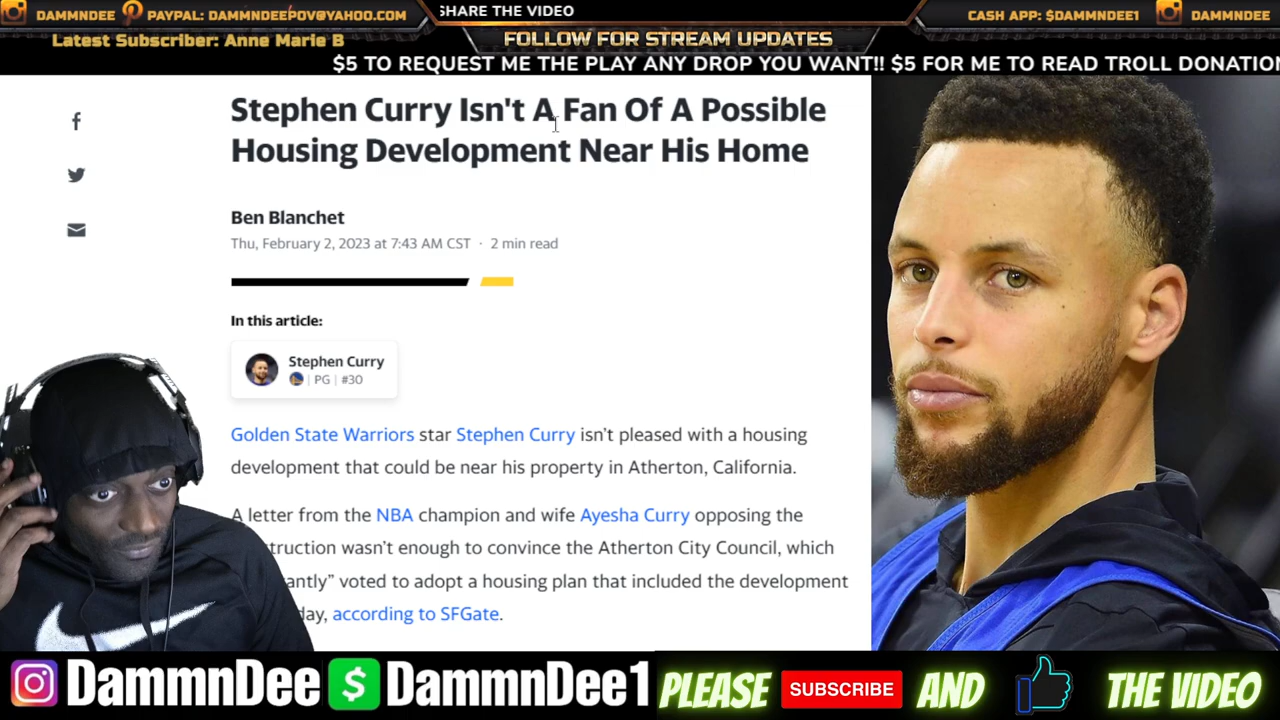 DAMMNDEE PAYPAL: DAMMNDEEPOV@YAHOO.COM SHARE THE VIDEO CASH APP: $DAMMNDEE1 DAMMNDEE
Latest Subscriber: Anne Marie B FOLLOW FOR STREAM UPDATES
$5 TO REQUEST ME THE PLAY ANY DROP YOU WANT!! $5 FOR ME TO READ TROLL DONATION
Stephen Curry Isn't A Fan Of A Possible
Housing Development Near His Home
Ben Blanchet
Thu, February 2, 2023 at 7:43 AM CST · 2 min read
In this article:
Stephen Curry
PG | #30
Golden State Warriors star Stephen Curry isn't pleased with a housing
development that could be near his property in Atherton, California.
A letter from the NBA champion and wife Ayesha Curry opposing the
truction wasn't enough to convince the Atherton City Council, which
antly” voted to adopt a housing plan that included the development
day, according to SFGate.
DammnDee $ DammnDee1 PLEASE SUBSCRIBE AND THE VIDEO